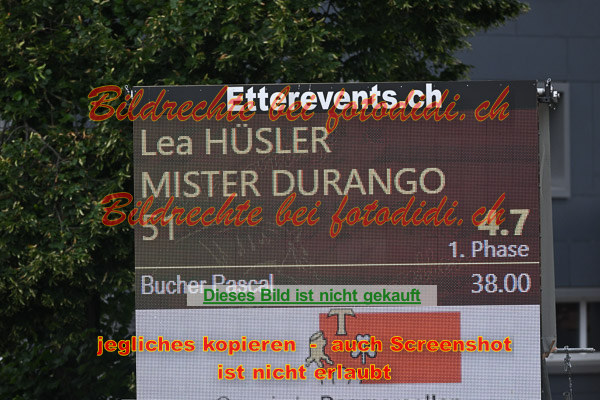 Etterevents.ch
Bildrechte bei fotodidi.ch
Lea HÜSLER
MISTER DURANGO
Bildrechte bei fotodidi.ch
51 4.7
1. Phase
Bucher Pascal 38.00
Dieses Bild ist nicht gekauft
T
jegliches kopieren - auch Screenshot
ist nicht erlaubt